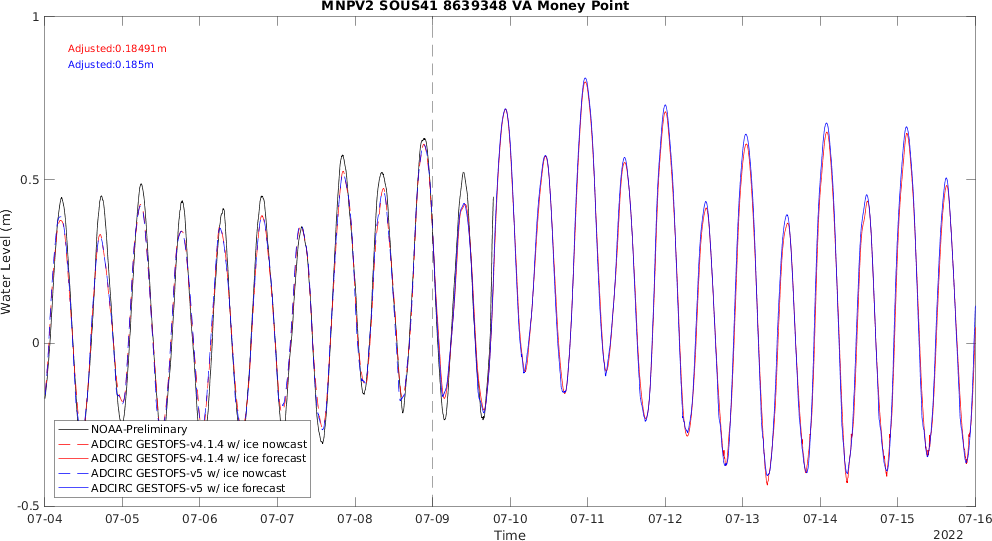 MNPV2 SOUS41 8639348 VA Money Point
Adjusted:0.18491m
Adjusted:0.185m
Water Level (m)
1
0.5
0
-0.5
NOAA-Preliminary
ADCIRC GESTOFS-v4.1.4 w/ ice nowcast
ADCIRC GESTOFS-v4.1.4 w/ ice forecast
ADCIRC GESTOFS-v5 w/ ice nowcast
ADCIRC GESTOFS-v5 w/ ice forecast
07-04 07-05 07-06 07-07 07-08 07-09 07-10 07-11 07-12 07-13 07-14 07-15 07-16
Time
2022